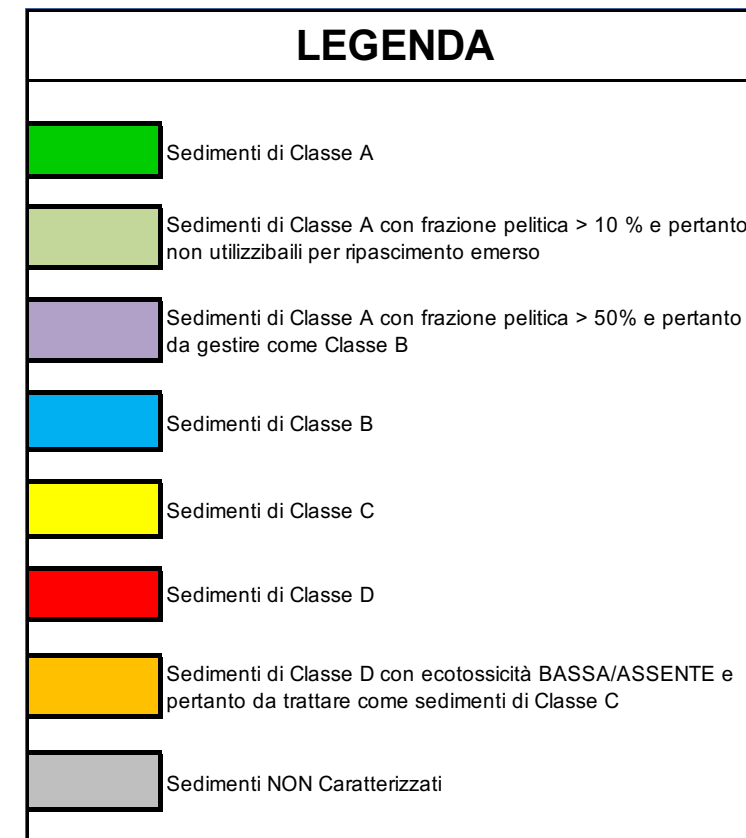 LEGENDA
Sedimenti di Classe A
Sedimenti di Classe A con frazione pelitica > 10 % e pertanto
non utilizzibaili per ripascimento emerso
Sedimenti di Classe A con frazione pelitica > 50% e pertanto
da gestire come Classe B
Sedimenti di Classe B
Sedimenti di Classe C
Sedimenti di Classe D
Sedimenti di Classe D con ecotossicità BASSA/ASSENTE e
pertanto da trattare come sedimenti di Classe C
Sedimenti NON Caratterizzati